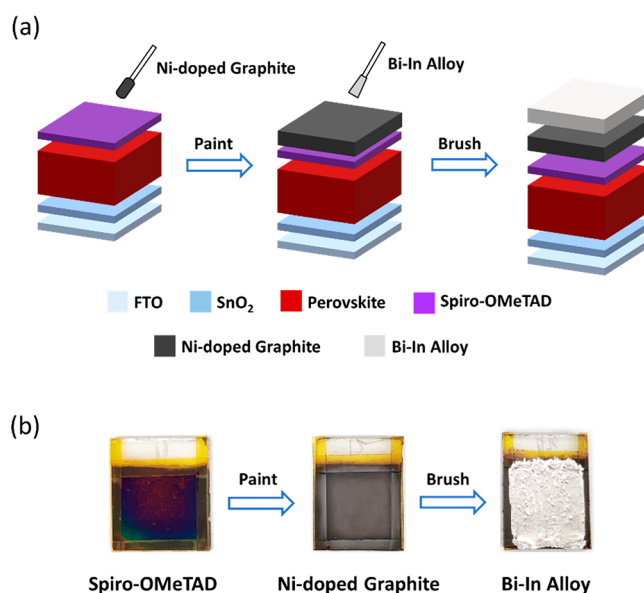 (a)
Ni-doped Graphite
Bi-In Alloy
Paint
Brush
FTO
SnO₂
Perovskite
Spiro-OMeTAD
Ni-doped Graphite
Bi-In Alloy
(b)
Paint
Brush
Spiro-OMeTAD
Ni-doped Graphite
Bi-In Alloy